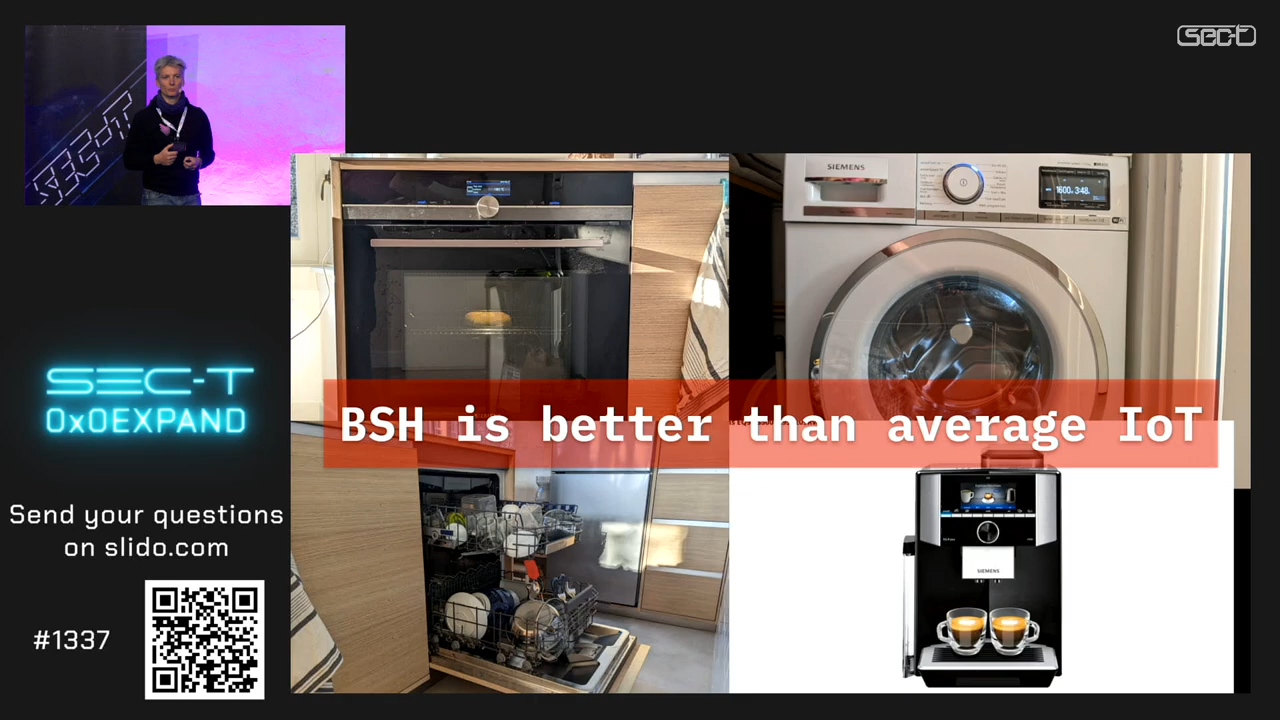 sec-t
SEC-T
SIEMENS
1600 3:48
BSH is better than average IoT
SEC-T
0x0EXPAND
Send your questions
on slido.com
#1337
SIEMENS